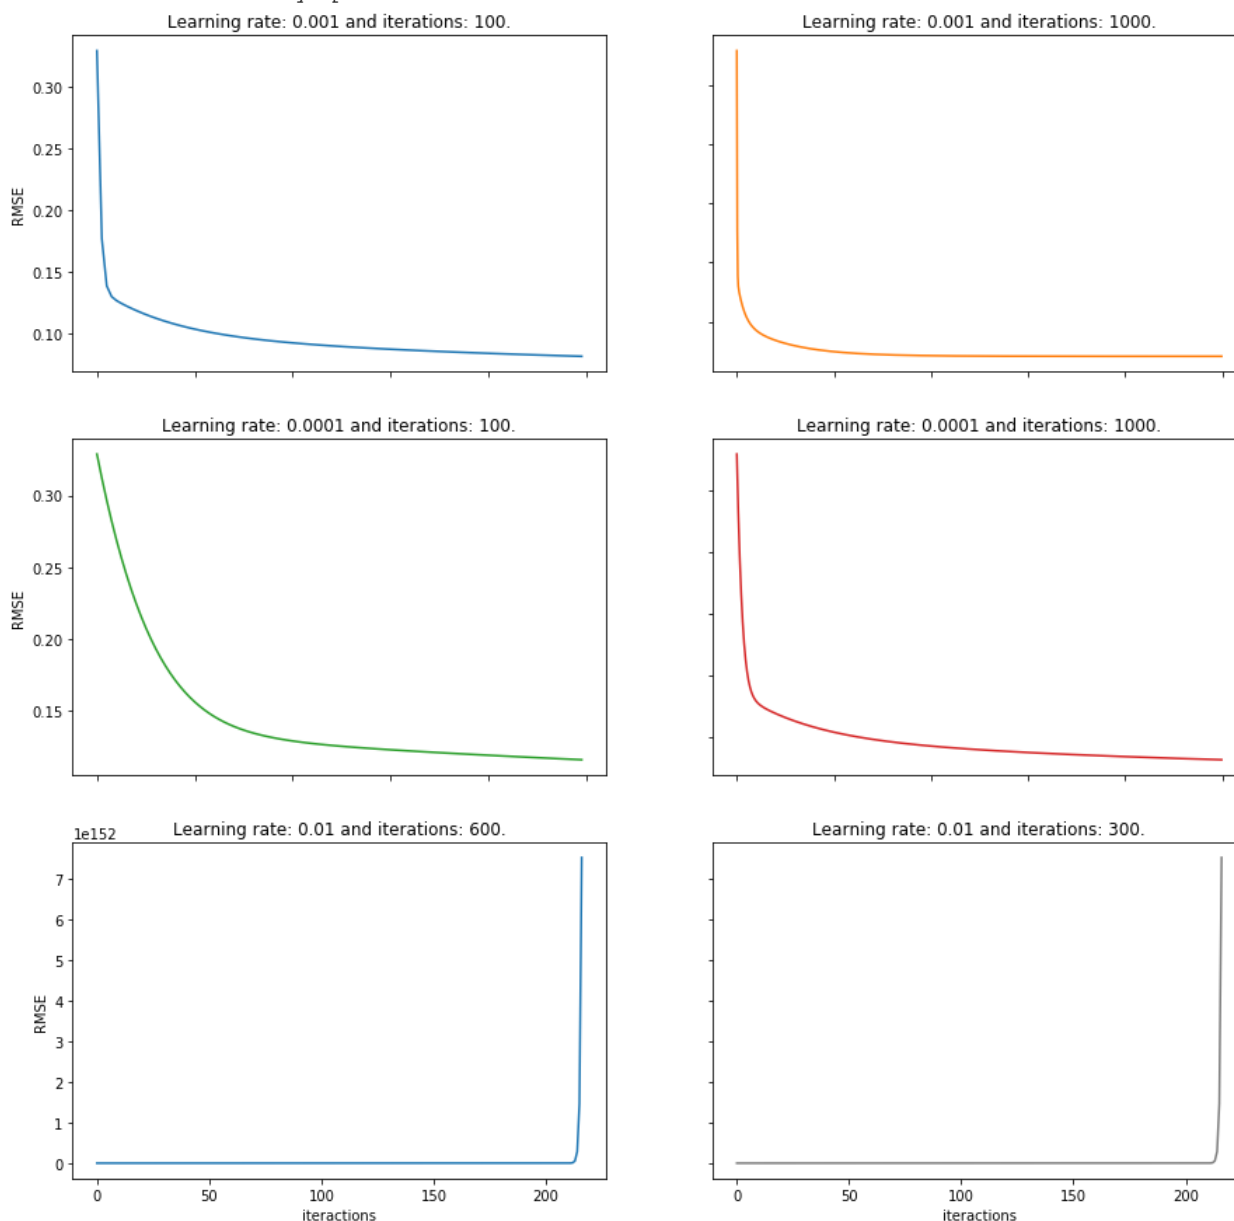 Learning rate: 0.001 and iterations: 100.
Learning rate: 0.001 and iterations: 1000.
0.30
0.25
0.20
0.15
0.10
RMSE
Learning rate: 0.0001 and iterations: 100.
Learning rate: 0.0001 and iterations: 1000.
0.30
0.25
0.20
0.15
RMSE
1e152
Learning rate: 0.01 and iterations: 600.
Learning rate: 0.01 and iterations: 300.
7
6
5
4
3
2
1
0
RMSE
0 50 100 150 200
iteractions
0 50 100 150 200
iteractions